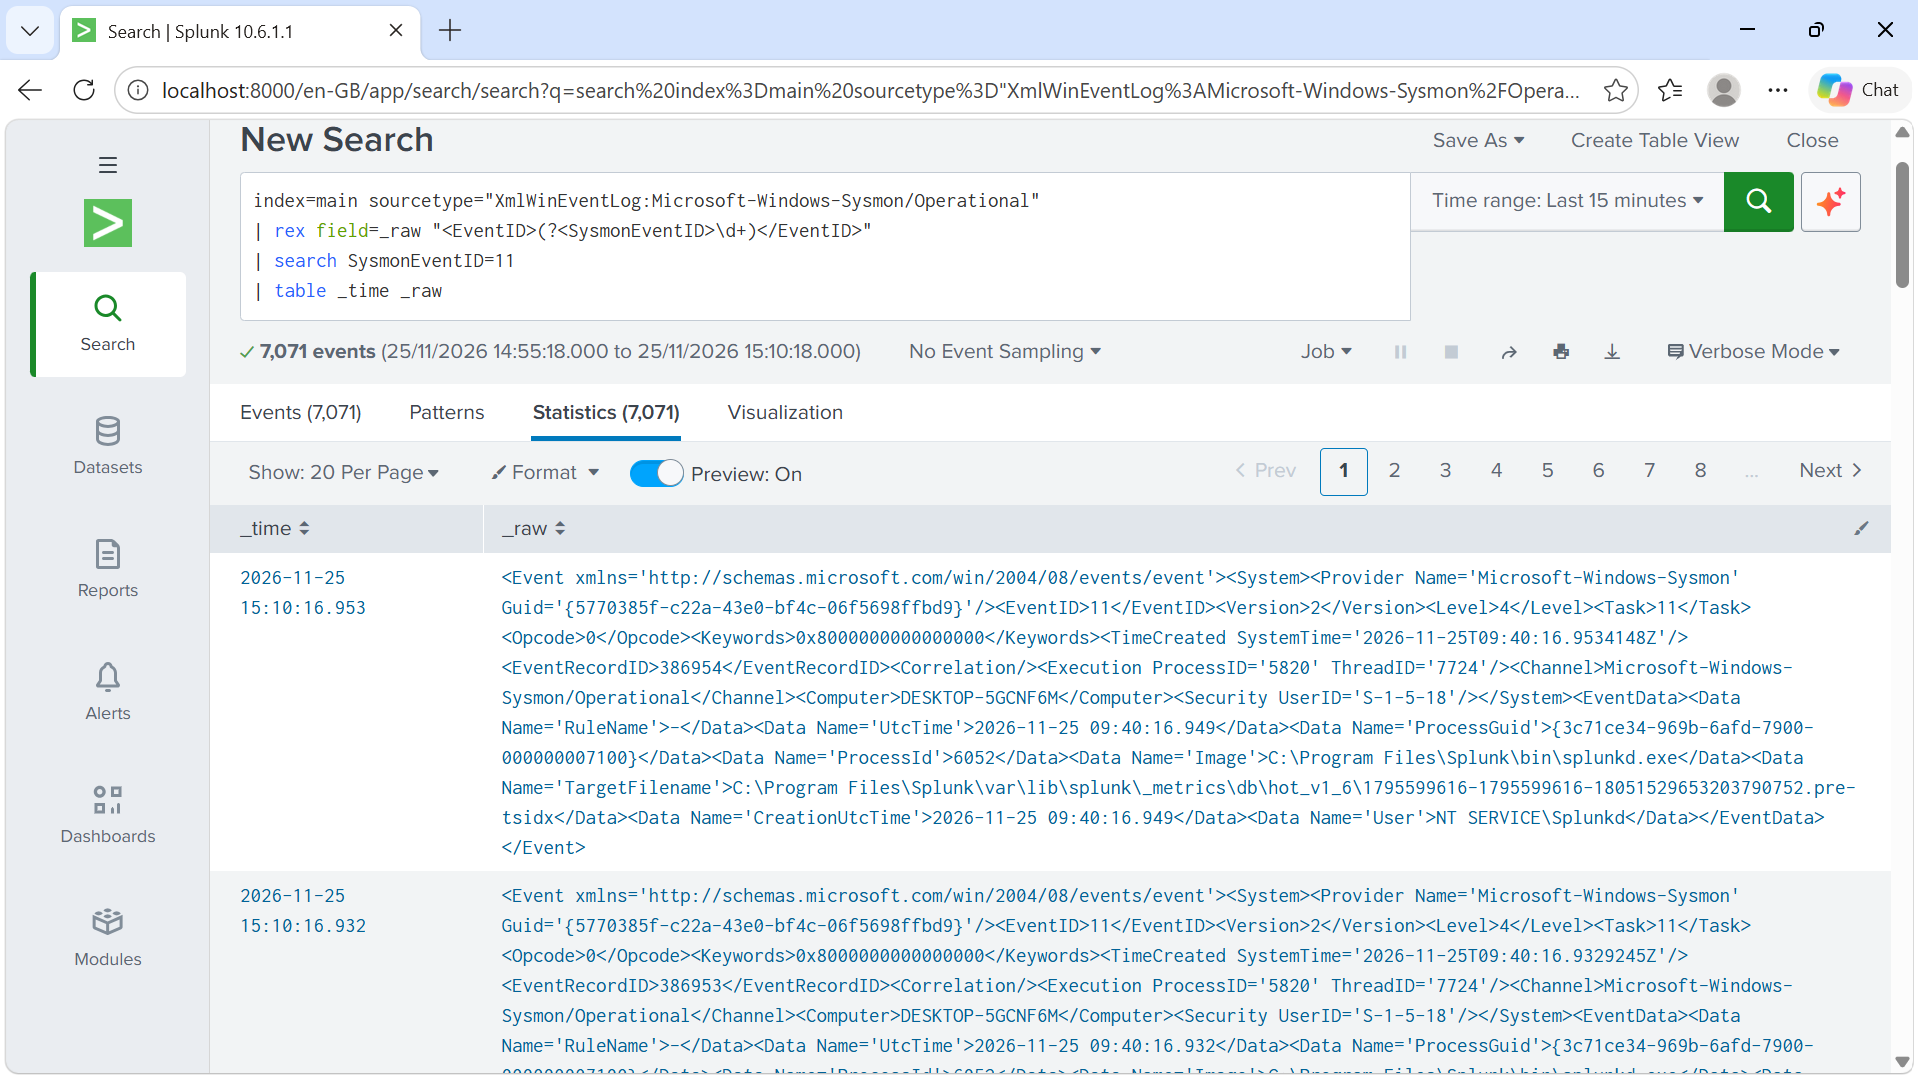 Search | Splunk 10.6.1.1
localhost:8000/en-GB/app/search/search?q=search%20index%3Dmain%20sourcetype%3D"XmlWinEventLog%3AMicrosoft-Windows-Sysmon%2FOpera...
Chat
New Search
Save As
Create Table View
Close
index=main sourcetype="XmlWinEventLog:Microsoft-Windows-Sysmon/Operational"
| rex field=_raw "<EventID>(?<SysmonEventID>\d+)</EventID>"
| search SysmonEventID=11
| table _time _raw
Time range: Last 15 minutes
7,071 events (25/11/2026 14:55:18.000 to 25/11/2026 15:10:18.000)
No Event Sampling
Job
Verbose Mode
Search
Datasets
Reports
Alerts
Dashboards
Modules
Events (7,071)
Patterns
Statistics (7,071)
Visualization
Show: 20 Per Page
Format
Preview: On
Prev
1
2
3
4
5
6
7
8
...
Next
_time
_raw
2026-11-25
15:10:16.953
<Event xmlns='http://schemas.microsoft.com/win/2004/08/events/event'><System><Provider Name='Microsoft-Windows-Sysmon'
Guid='{5770385f-c22a-43e0-bf4c-06f5698ffbd9}'/><EventID>11</EventID><Version>2</Version><Level>4</Level><Task>11</Task>
<Opcode>0</Opcode><Keywords>0x8000000000000000</Keywords><TimeCreated SystemTime='2026-11-25T09:40:16.9534148Z'/>
<EventRecordID>386954</EventRecordID><Correlation/><Execution ProcessID='5820' ThreadID='7724'/><Channel>Microsoft-Windows-
Sysmon/Operational</Channel><Computer>DESKTOP-5GCNF6M</Computer><Security UserID='S-1-5-18'/></System><EventData><Data
Name='RuleName'>-</Data><Data Name='UtcTime'>2026-11-25 09:40:16.949</Data><Data Name='ProcessGuid'>{3c71ce34-969b-6afd-7900-
000000007100}</Data><Data Name='ProcessId'>6052</Data><Data Name='Image'>C:\Program Files\Splunk\bin\splunkd.exe</Data><Data
Name='TargetFilename'>C:\Program Files\Splunk\var\lib\splunk\_metrics\db\hot_v1_6\1795599616-1795599616-18051529653203790752.pre-
tsidx</Data><Data Name='CreationUtcTime'>2026-11-25 09:40:16.949</Data><Data Name='User'>NT SERVICE\Splunkd</Data></EventData>
</Event>
2026-11-25
15:10:16.932
<Event xmlns='http://schemas.microsoft.com/win/2004/08/events/event'><System><Provider Name='Microsoft-Windows-Sysmon'
Guid='{5770385f-c22a-43e0-bf4c-06f5698ffbd9}'/><EventID>11</EventID><Version>2</Version><Level>4</Level><Task>11</Task>
<Opcode>0</Opcode><Keywords>0x8000000000000000</Keywords><TimeCreated SystemTime='2026-11-25T09:40:16.9329245Z'/>
<EventRecordID>386953</EventRecordID><Correlation/><Execution ProcessID='5820' ThreadID='7724'/><Channel>Microsoft-Windows-
Sysmon/Operational</Channel><Computer>DESKTOP-5GCNF6M</Computer><Security UserID='S-1-5-18'/></System><EventData><Data
Name='RuleName'>-</Data><Data Name='UtcTime'>2026-11-25 09:40:16.932</Data><Data Name='ProcessGuid'>{3c71ce34-969b-6afd-7900-